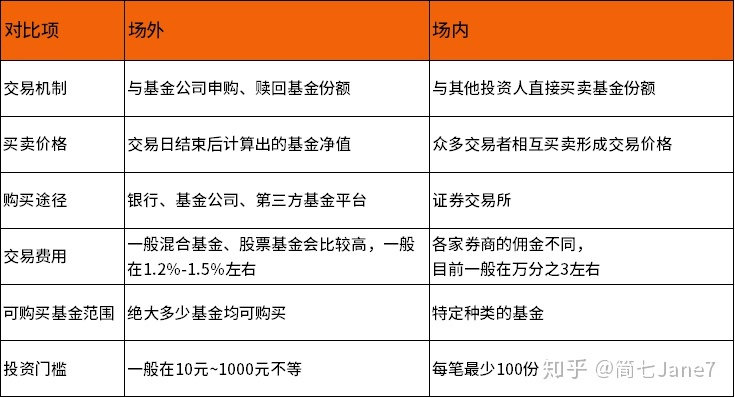 对比项 场外 场内
交易机制 与基金公司申购、赎回基金份额 与其他投资人直接买卖基金份额
买卖价格 交易日结束后计算出的基金净值 众多交易者相互买卖形成交易价格
购买途径 银行、基金公司、第三方基金平台 证券交易所
交易费用 一般混合基金、股票基金会比较高，一般 各家券商的佣金不同，
在1.2%-1.5%左右 目前一般在万分之3左右
可购买基金范围 绝大多少基金均可购买 特定种类的基金
投资门槛 一般在10元~1000元不等 每笔最少100份
知乎 @简七Jane7